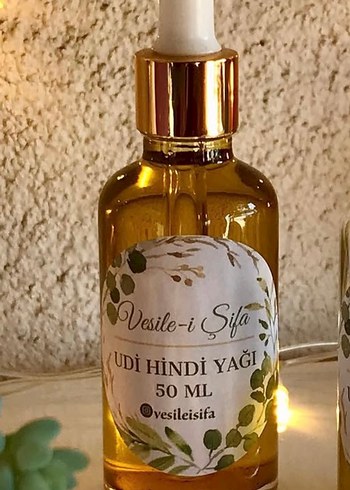 Vesile-i Şifa
UDİ HİNDİ YAĞI
50 ML
@vesileisifa